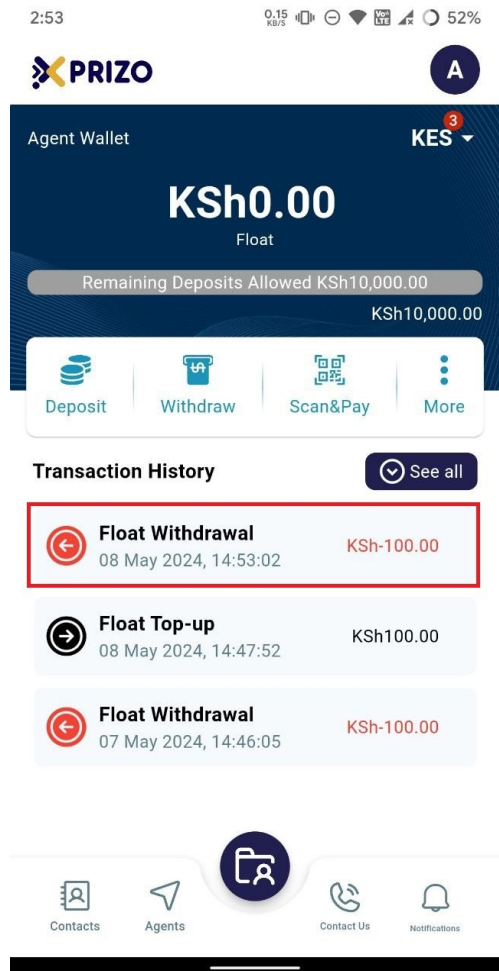 2:53 0.15 KB/S Vo LTE 52%
PRIZO
A
Agent Wallet
3
KES
KSh0.00
Float
Remaining Deposits Allowed KSh10,000.00
KSh10,000.00
Deposit Withdraw Scan&Pay More
Transaction History
See all
Float Withdrawal
08 May 2024, 14:53:02
KSh-100.00
Float Top-up
08 May 2024, 14:47:52
KSh100.00
Float Withdrawal
07 May 2024, 14:46:05
KSh-100.00
Contacts Agents Contact Us Notifications